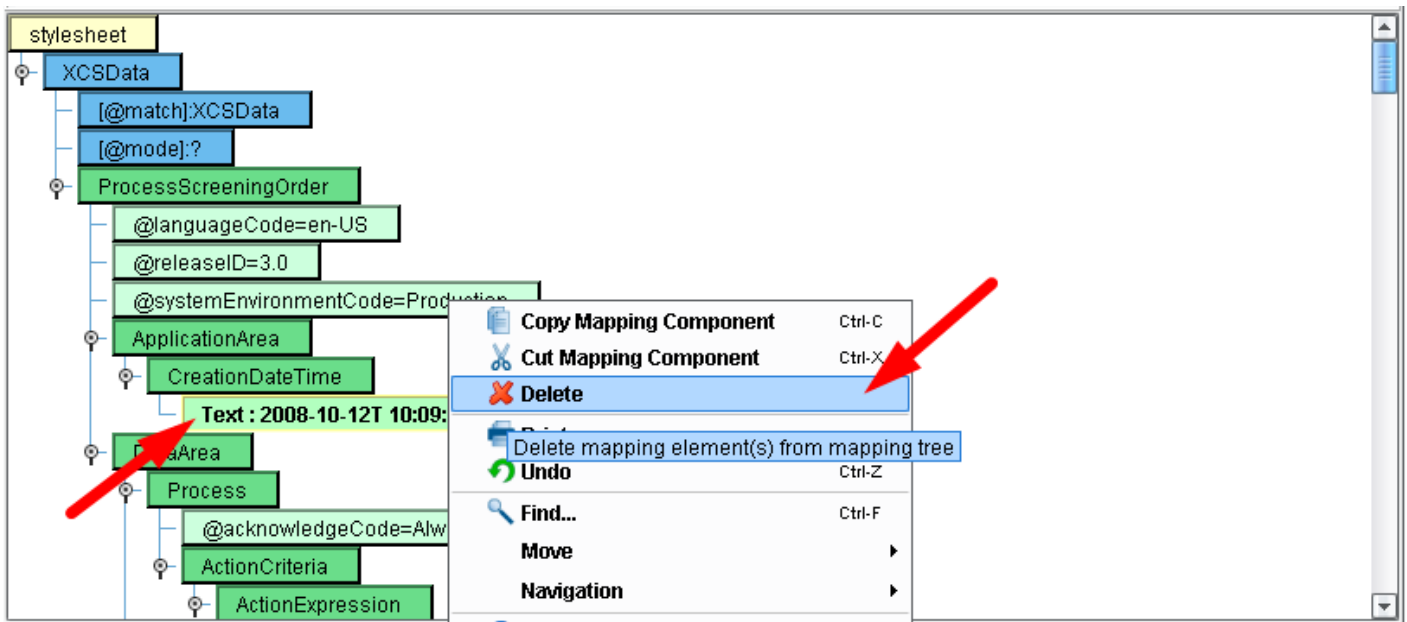 stylesheet
XCSData
[@match]:XCSData
[@mode]:?
ProcessScreeningOrder
@languageCode=en-US
@releaseID=3.0
@systemEnvironmentCode=Production
ApplicationArea
CreationDateTime
Text : 2008-10-12T 10:09:
Process
@acknowledgeCode=Alw
ActionCriteria
ActionExpression
Copy Mapping Component Ctrl-C
Cut Mapping Component Ctrl-X
Delete
Delete mapping element(s) from mapping tree
Undo Ctrl-Z
Find... Ctrl-F
Move
Navigation